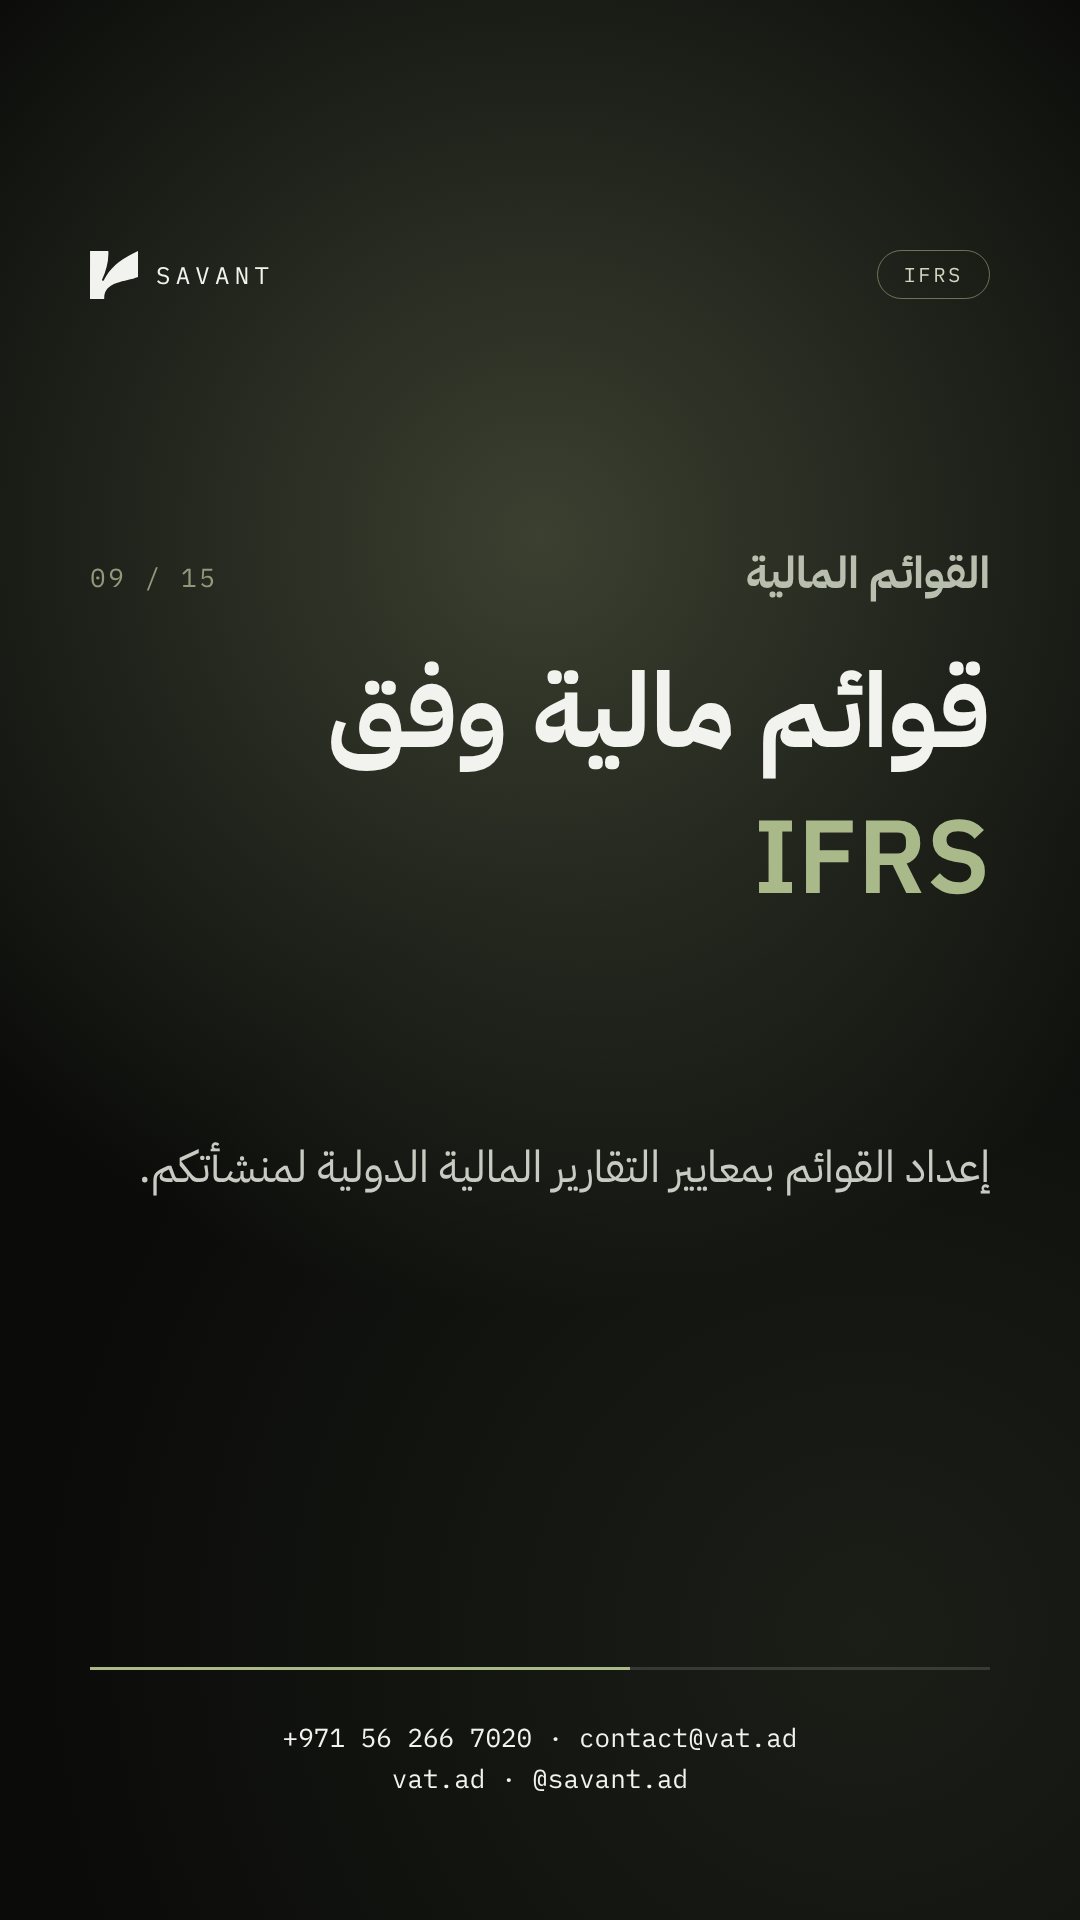 SAVANT
IFRS
القوائم المالية
09 / 15
قوائم مالية وفق
IFRS
إعداد القوائم بمعايير التقارير المالية الدولية لمنشأتكم.
+971 56 266 7020 · contact@vat.ad
vat.ad · @savant.ad